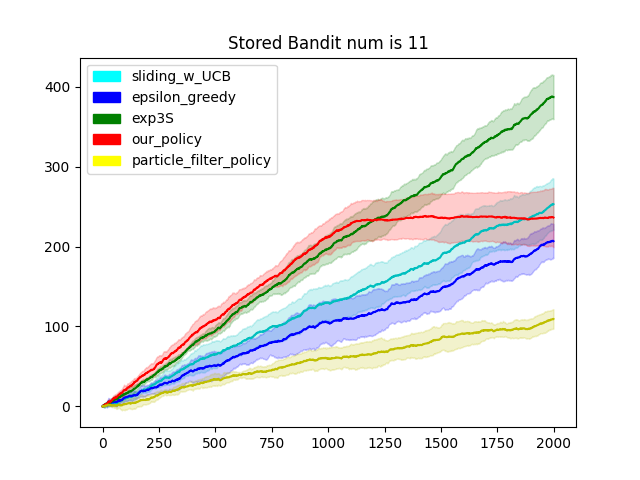 Stored Bandit num is 11
sliding_w_UCB
epsilon_greedy
exp3S
our_policy
particle_filter_policy
400
300
200
100
0
0 250 500 750 1000 1250 1500 1750 2000